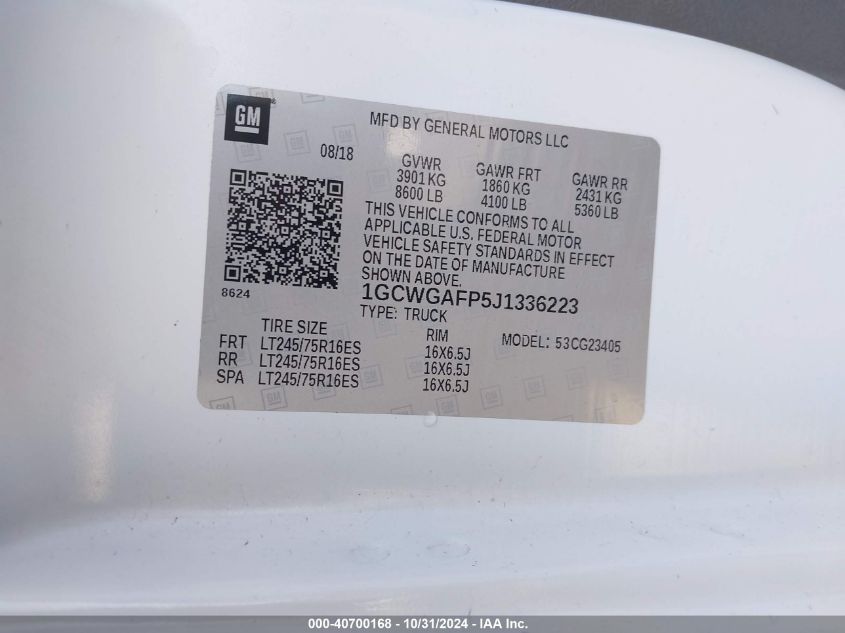 GM
MFD BY GENERAL MOTORS LLC
08/18
GVWR GAWR FRT GAWR RR
3901 KG 1860 KG 2431 KG
8600 LB 4100 LB 5360 LB
THIS VEHICLE CONFORMS TO ALL
APPLICABLE U.S. FEDERAL MOTOR
VEHICLE SAFETY STANDARDS IN EFFECT
ON THE DATE OF MANUFACTURE
SHOWN ABOVE.
8624
1GCWGAFP5J1336223
TYPE: TRUCK
TIRE SIZE RIM MODEL: 53CG23405
FRT LT245/75R16ES 16X6.5J
RR LT245/75R16ES 16X6.5J
SPA LT245/75R16ES 16X6.5J
000-40700168 - 10/31/2024 - IAA Inc.